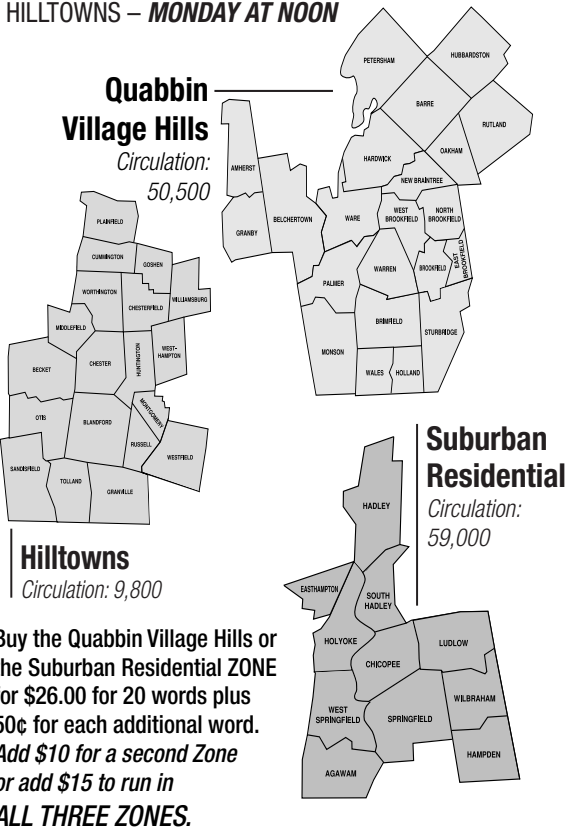 HILLTOWNS – MONDAY AT NOON
Quabbin
Village Hills
Circulation:
50,500
PETERSHAM
HUBBARDSTON
BARRE
RUTLAND
HARDWICK
OAKHAM
NEW BRAINTREE
AMHERST
GRANBY
BELCHERTOWN
WARE
WEST
BROOKFIELD
NORTH
BROOKFIELD
PALMER
WARREN
BROOKFIELD
EAST
BROOKFIELD
MONSON
BRIMFIELD
STURBRIDGE
WALES
HOLLAND
PLAINFIELD
CUMMINGTON
GOSHEN
WORTHINGTON
CHESTERFIELD
WILLIAMSBURG
MIDDLEFIELD
BECKET
CHESTER
HUNTINGTON
WEST-
HAMPTON
OTIS
BLANDFORD
MONTGOMERY
RUSSELL
WESTFIELD
SANDISFIELD
TOLLAND
GRANVILLE
Hilltowns
Circulation: 9,800
Suburban
Residential
Circulation:
59,000
HADLEY
EASTHAMPTON
SOUTH
HADLEY
HOLYOKE
CHICOPEE
LUDLOW
WEST
SPRINGFIELD
SPRINGFIELD
WILBRAHAM
AGAWAM
HAMPDEN
Buy the Quabbin Village Hills or
the Suburban Residential ZONE
for $26.00 for 20 words plus
50¢ for each additional word.
Add $10 for a second Zone
or add $15 to run in
ALL THREE ZONES.